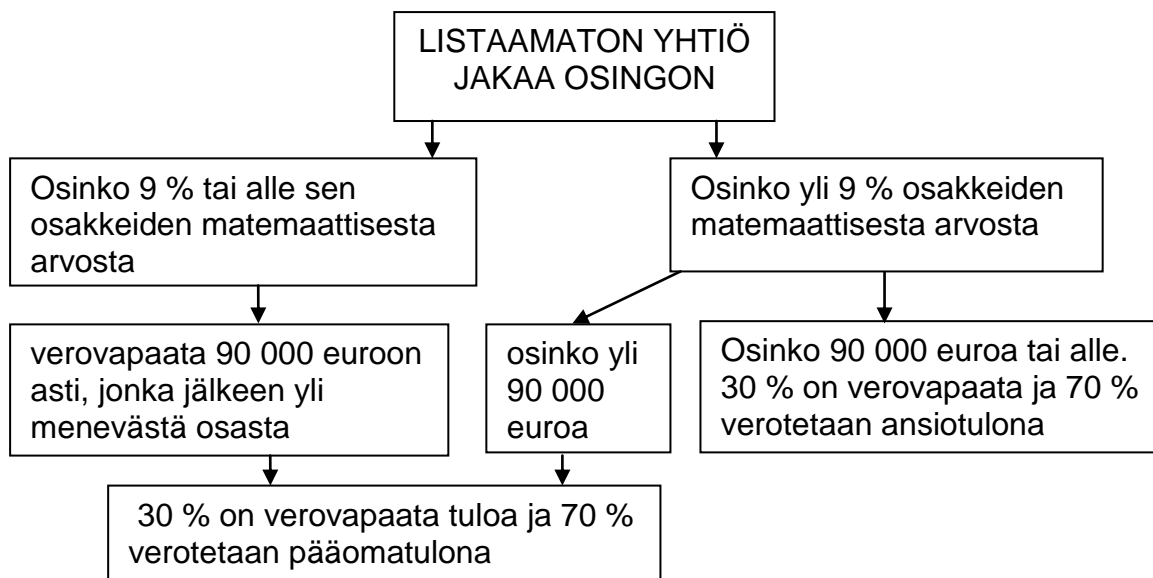 LISTAAMATON YHTIÖ
JAKAA OSINGON
Osinko 9 % tai alle sen
osakkeiden matemaattisesta
arvosta
Osinko yli 9 % osakkeiden
matemaattisesta arvosta
verovapaata 90 000 euroon
asti, jonka jälkeen yli
menevästä osasta
osinko yli
90 000
euroa
Osinko 90 000 euroa tai alle.
30 % on verovapaata ja 70 %
verotetaan ansiotulona
30 % on verovapaata tuloa ja 70 %
verotetaan pääomatulona